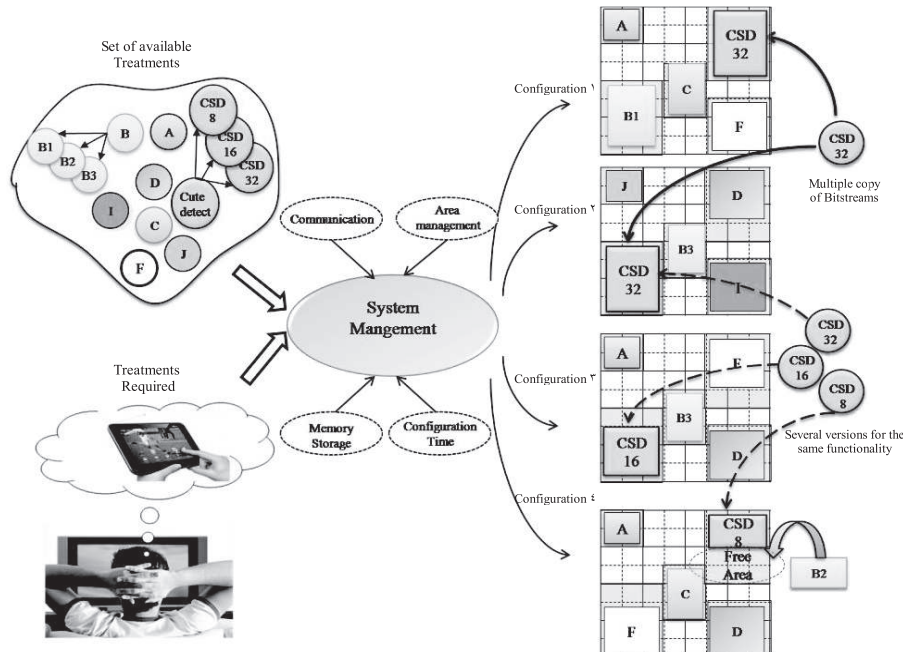 Set of available
Treatments
B
A
CSD
8
CSD
16
CSD
32
B1
B2
B3
D
Cute
detect
I
C
J
F
Communication
Area
management
System
Mangement
Memory
Storage
Configuration
Time
Treatments
Required
Configuration ١
A
CSD
32
C
B1
F
CSD
32
Multiple copy
of Bitstreams
Configuration ٢
J
D
B3
CSD
32
I
CSD
32
CSD
16
CSD
8
Several versions for the
same functionality
Configuration ٣
A
E
B3
CSD
16
D
Configuration ٤
A
CSD
8
Free
Area
B2
C
F
D